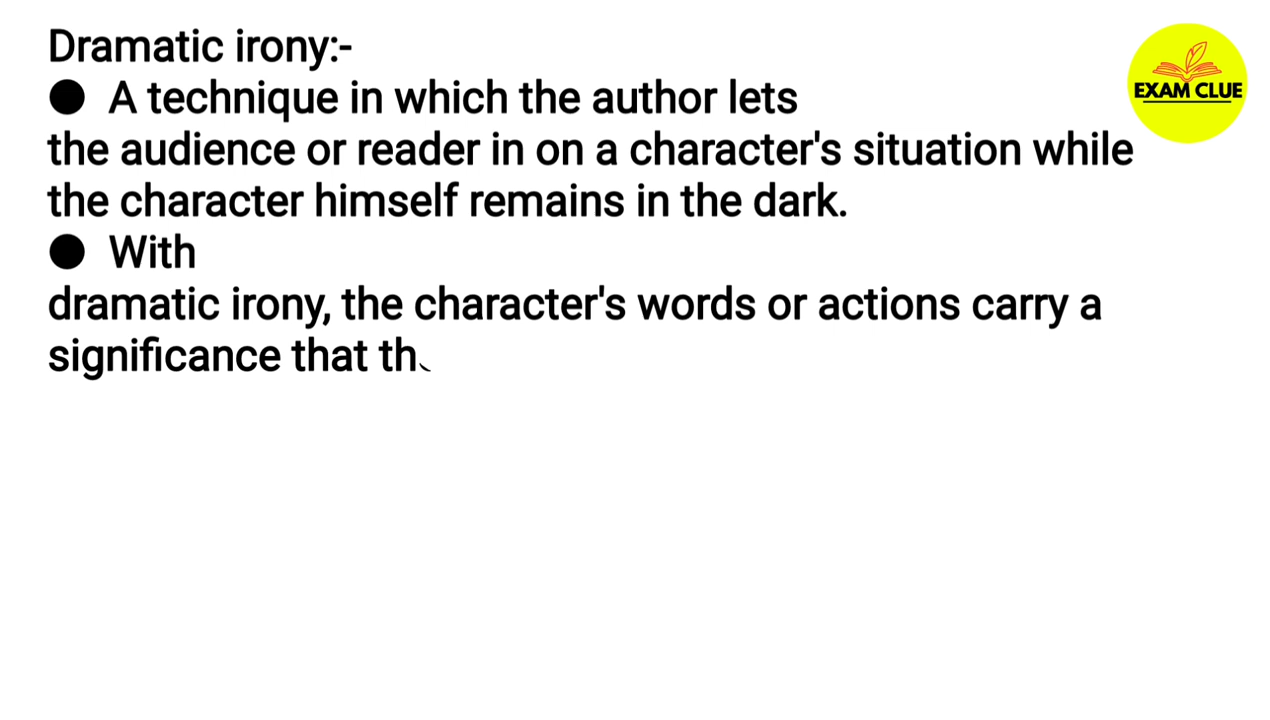 Dramatic irony:-
● A technique in which the author lets
the audience or reader in on a character's situation while
the character himself remains in the dark.
● With
dramatic irony, the character's words or actions carry a
significance that th
EXAM CLUE